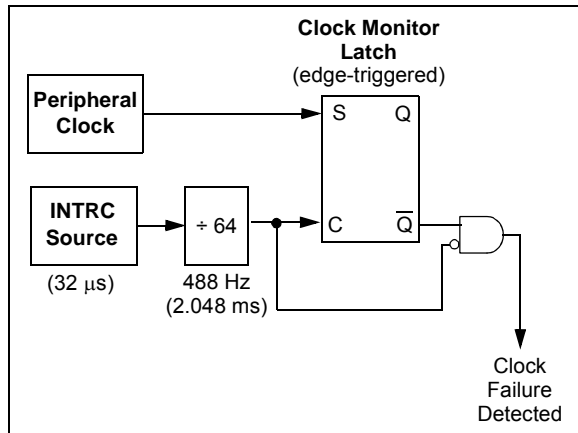 Clock Monitor
Latch
(edge-triggered)
Peripheral
Clock
S Q
INTRC
Source
÷ 64
C Q̅
(32 μs)
488 Hz
(2.048 ms)
Clock
Failure
Detected